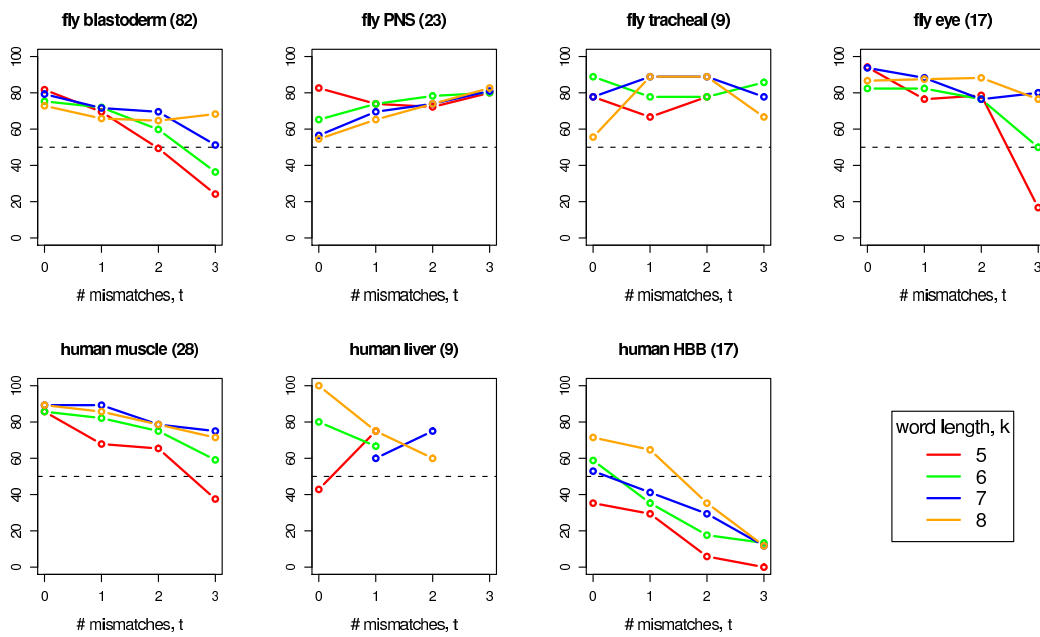 fly blastoderm (82)
0 20 40 60 80 100
0 1 2 3
# mismatches, t
fly PNS (23)
0 20 40 60 80 100
0 1 2 3
# mismatches, t
fly tracheal (9)
0 20 40 60 80 100
0 1 2 3
# mismatches, t
fly eye (17)
0 20 40 60 80 100
0 1 2 3
# mismatches, t
human muscle (28)
0 20 40 60 80 100
0 1 2 3
# mismatches, t
human liver (9)
0 20 40 60 80 100
0 1 2 3
# mismatches, t
human HBB (17)
0 20 40 60 80 100
0 1 2 3
# mismatches, t
word length, k
5
6
7
8